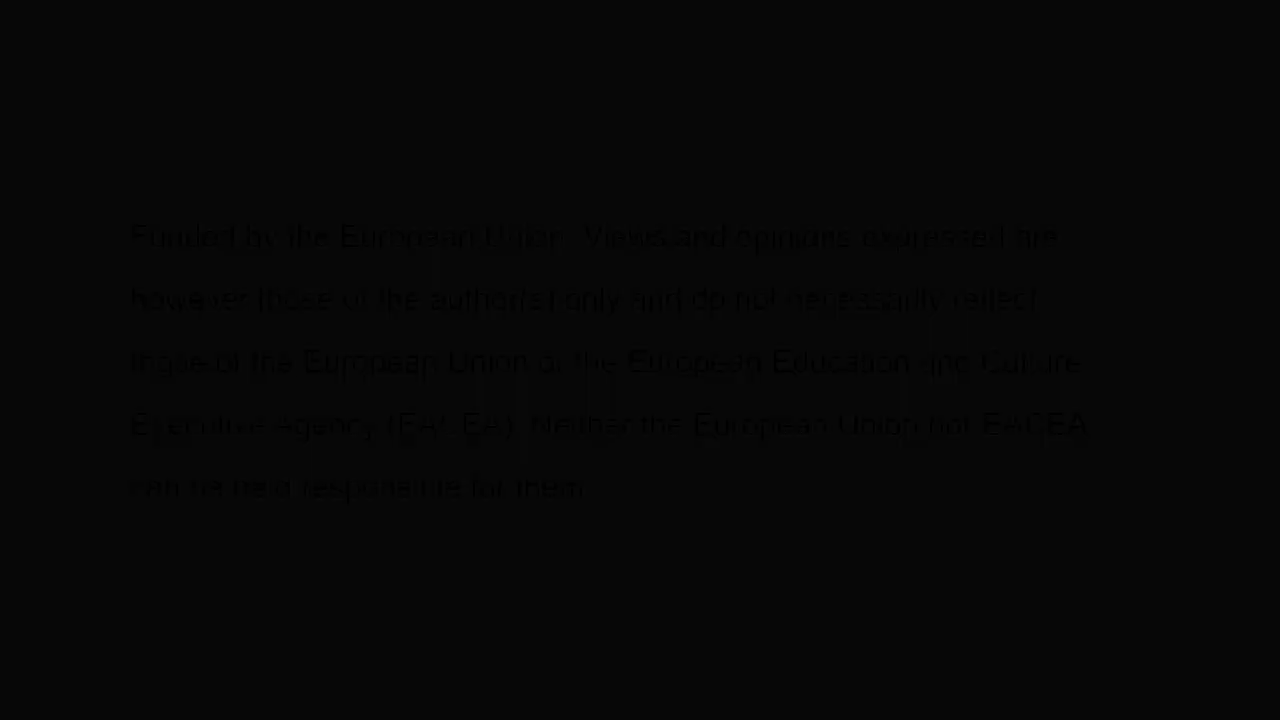 Funded by the European Union. Views and opinions expressed are
however those of the author(s) only and do not necessarily reflect
those of the European Union or the European Education and Culture
Executive Agency (EACEA). Neither the European Union nor EACEA
can be held responsible for them.